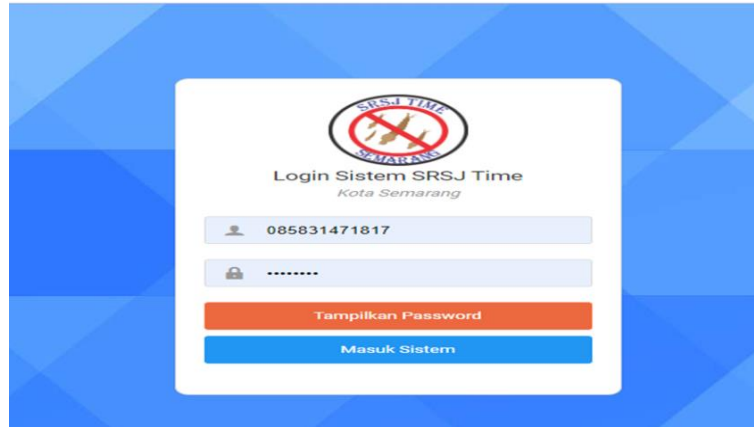 SRSJ TIME
SEMARANG
Login Sistem SRSJ Time
Kota Semarang
085831471817
........
Tampilkan Password
Masuk Sistem